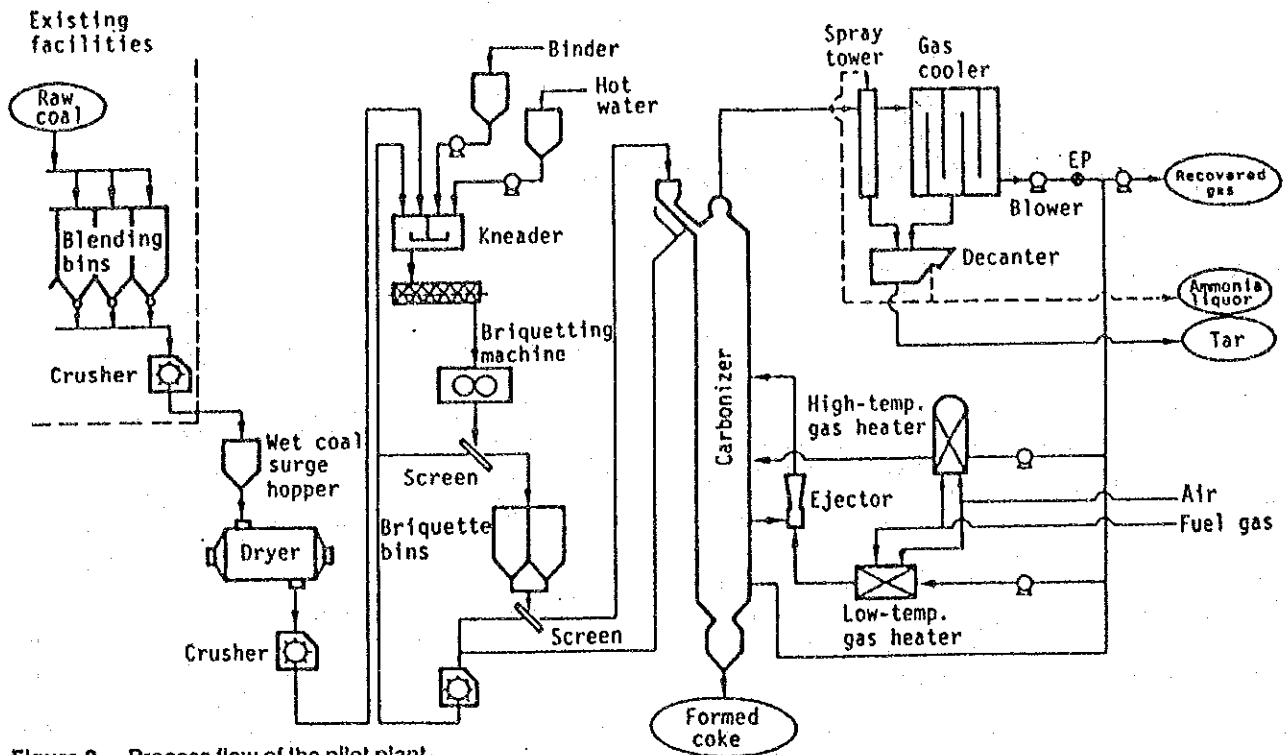 Existing
facilities
Raw
coal
Blending
bins
Crusher
Wet coal
surge
hopper
Dryer
Crusher
Binder
Hot
water
Kneader
Briquetting
machine
Screen
Briquette
bins
Screen
Carbonizer
Formed
coke
Spray
tower
Gas
cooler
EP
Blower
Recovered
gas
Decanter
Ammonia
liquor
Tar
High-temp.
gas heater
Ejector
Air
Fuel gas
Low-temp.
gas heater
Process flow of the pilot plant